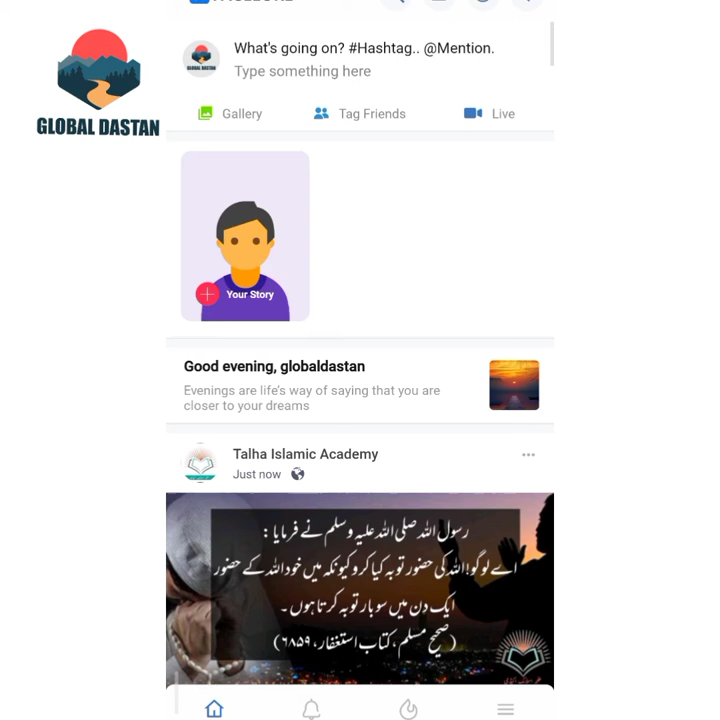 GLOBAL DASTAN
What's going on? #Hashtag.. @Mention.
Type something here
GLOBAL DASTAN
Gallery
Tag Friends
Live
Your Story
Good evening, globaldastan
Evenings are life's way of saying that you are
closer to your dreams
Talha Islamic Academy
Just now
رسول اللہ صلی اللہ علیہ وسلم نے فرمایا :
اے لوگو! اللہ کی حضور توبہ کیا کرو کیونکہ میں خود اللہ کے حضور
ایک دن میں سو بار توبہ کرتا ہوں ۔
(صحیح مسلم ، کتاب استغفار، ۶۸۵۹)